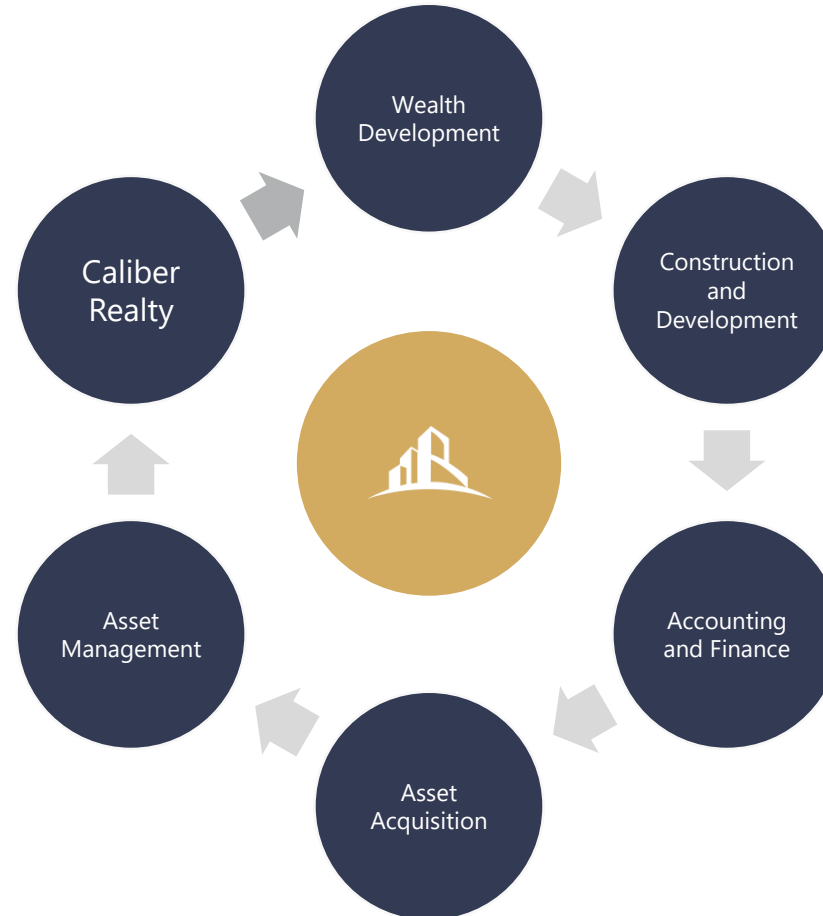 Wealth
Development
Construction
and
Development
Accounting
and Finance
Asset
Acquisition
Asset
Management
Caliber
Realty